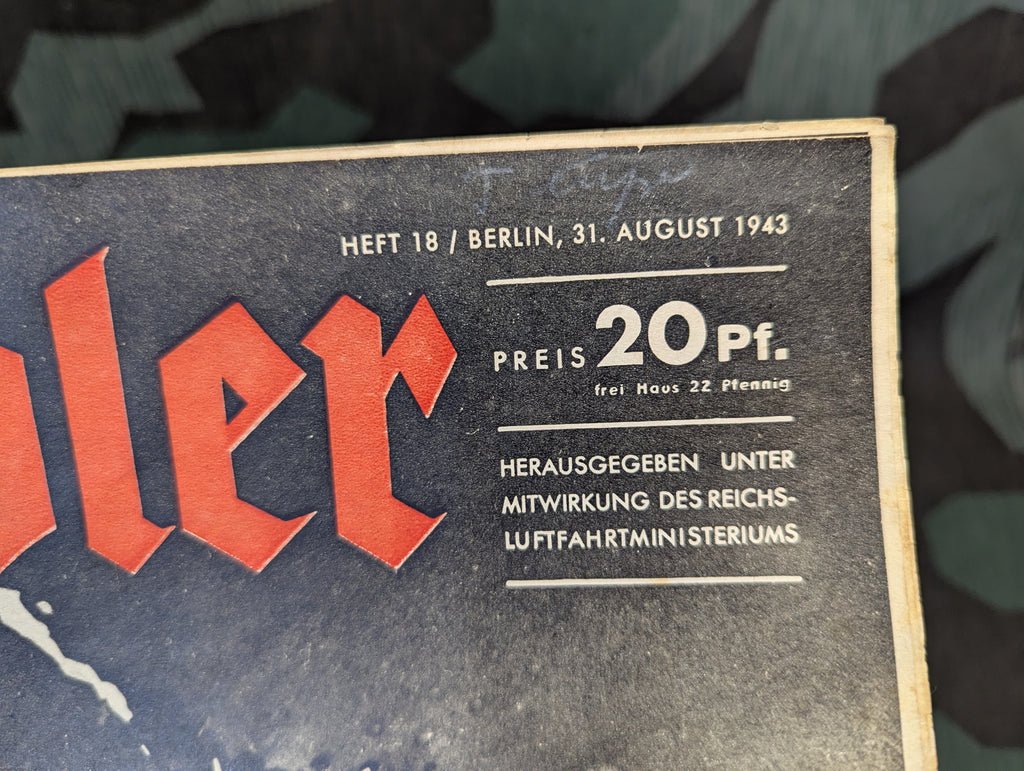 HEFT 18 / BERLIN, 31. AUGUST 1943
ler
PREIS 20 Pf.
frei Haus 22 Pfennig
HERAUSGEGEBEN UNTER
MITWIRKUNG DES REICHS-
LUFTFAHRTMINISTERIUMS